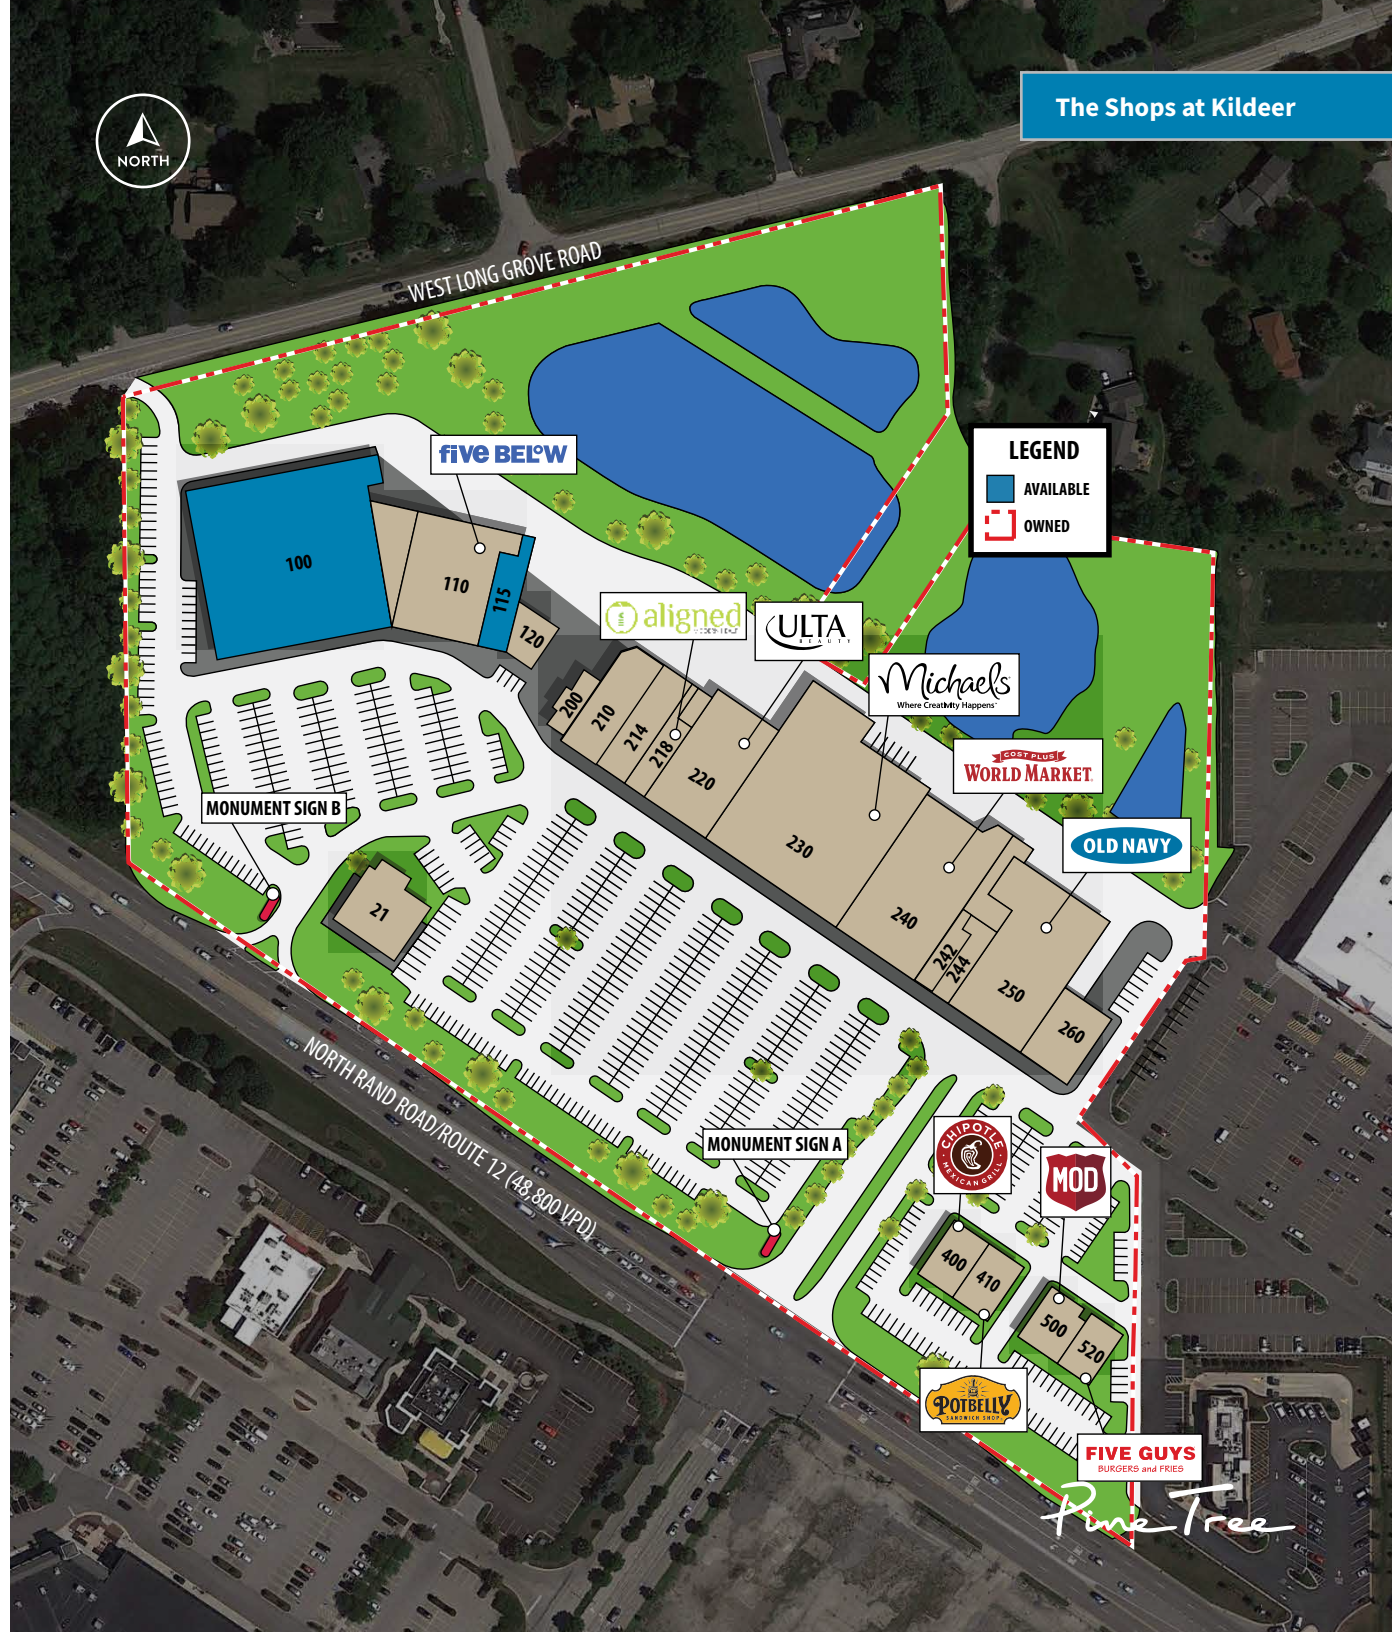 The Shops at Kildeer
NORTH
WEST LONG GROVE ROAD
LEGEND
AVAILABLE
OWNED
five BEL°W
100
110
115
120
aligned
ULTA
BEAUTY
Michaels
Where Creativity Happens™
COST PLUS
WORLD MARKET
OLD NAVY
200
210
214
218
220
230
240
242
244
250
260
MONUMENT SIGN B
21
NORTH RAND ROAD/ROUTE 12 (48,800 VPD)
MONUMENT SIGN A
CHIPOTLE
MEXICAN GRILL
MOD
400
410
500
520
POTBELLY
SANDWICH SHOP
FIVE GUYS
BURGERS and FRIES
Pine Tree